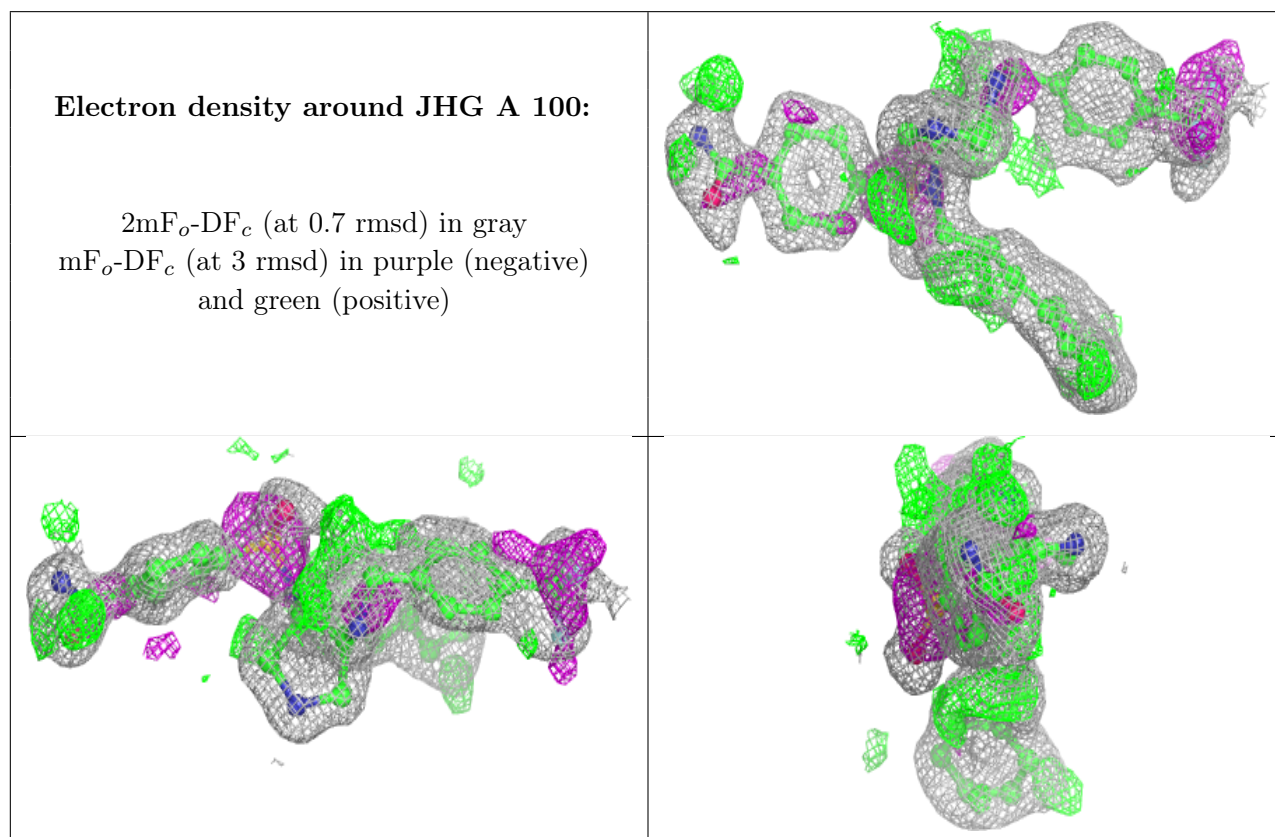 Electron density around JHG A 100:
2mFo-DFc (at 0.7 rmsd) in gray
mFo-DFc (at 3 rmsd) in purple (negative)
and green (positive)